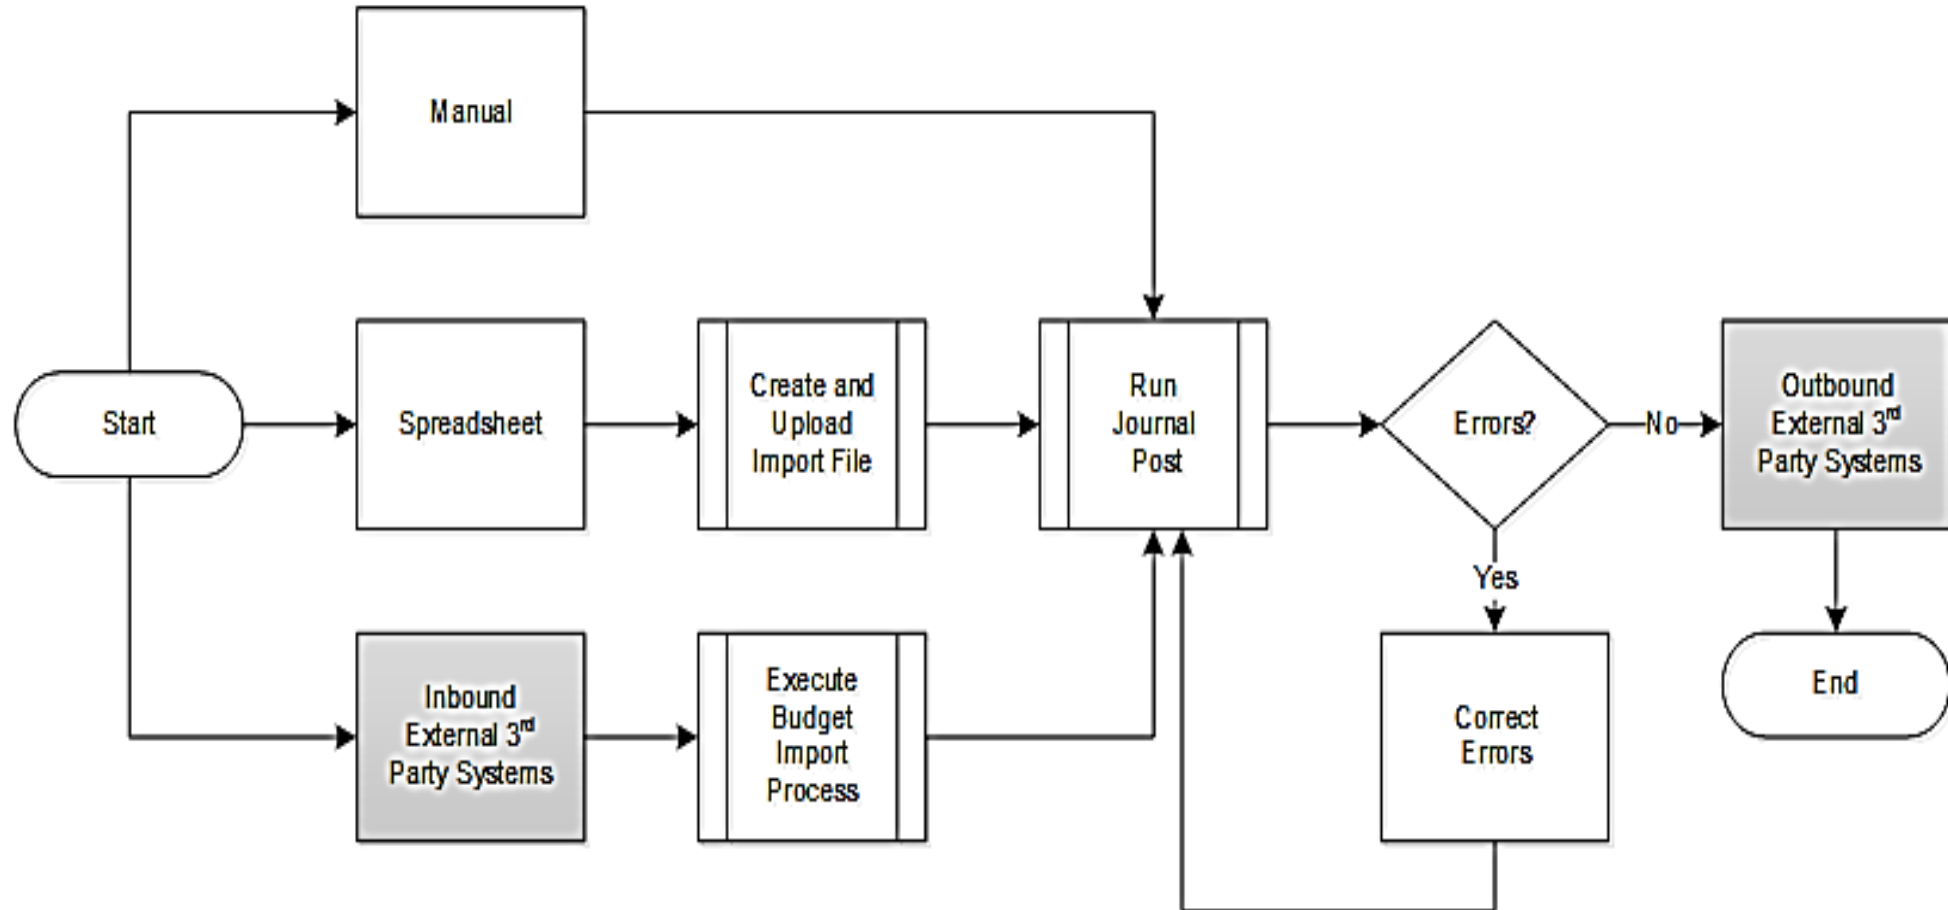 Manual
Start
Spreadsheet
Create and
Upload
Import File
Run
Journal
Post
Errors?
No
Outbound
External 3rd
Party Systems
Yes
Inbound
External 3rd
Party Systems
Execute
Budget
Import
Process
Correct
Errors
End